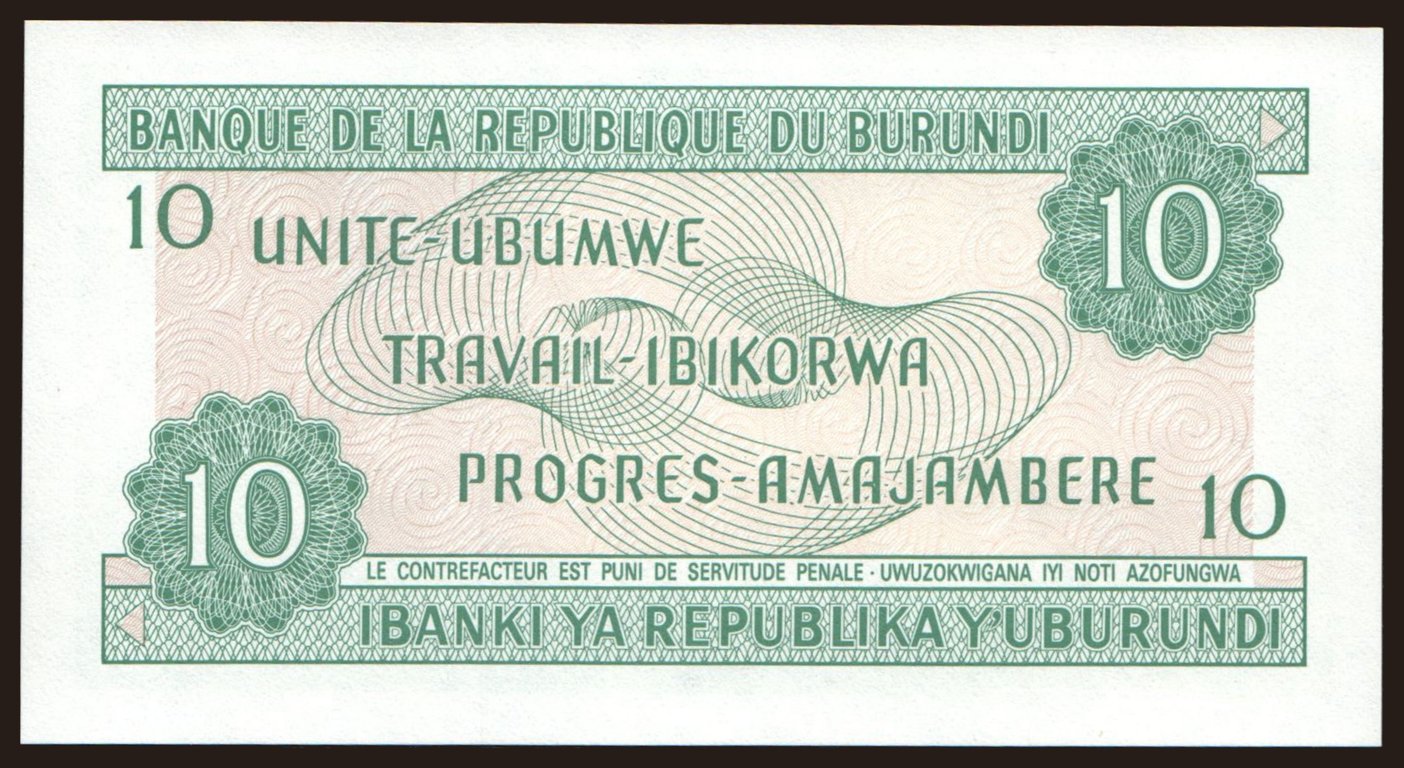 BANQUE DE LA REPUBLIQUE DU BURUNDI
10
10
UNITE-UBUMWE
TRAVAIL-IBIKORWA
PROGRES-AMAJAMBERE
10
10
LE CONTREFACTEUR EST PUNI DE SERVITUDE PENALE · UWUZOKWIGANA IYI NOTI AZOFUNGWA
IBANKI YA REPUBLIKA Y'UBURUNDI